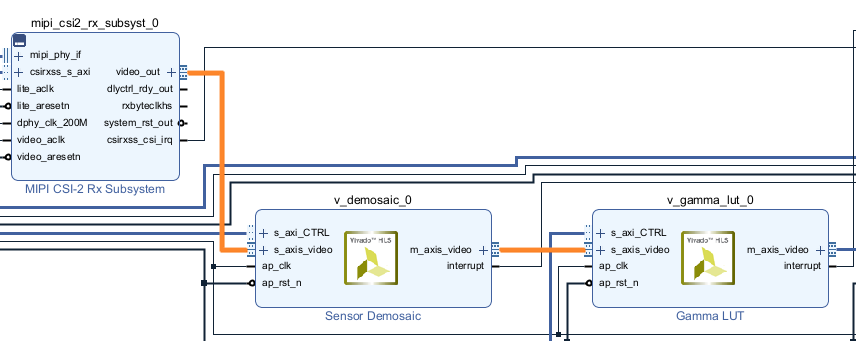 mipi_csi2_rx_subsyst_0
mipi_phy_if
csirxss_s_axi video_out
lite_aclk dlyctrl_rdy_out
lite_aresetn rxbyteclkhs
dphy_clk_200M system_rst_out
video_aclk csirxss_csi_irq
video_aresetn
MIPI CSI-2 Rx Subsystem
v_demosaic_0
s_axi_CTRL
s_axis_video m_axis_video
ap_clk interrupt
ap_rst_n
Vivado™ HLS
Sensor Demosaic
v_gamma_lut_0
s_axi_CTRL
s_axis_video m_axis_video
ap_clk interrupt
ap_rst_n
Vivado™ HLS
Gamma LUT